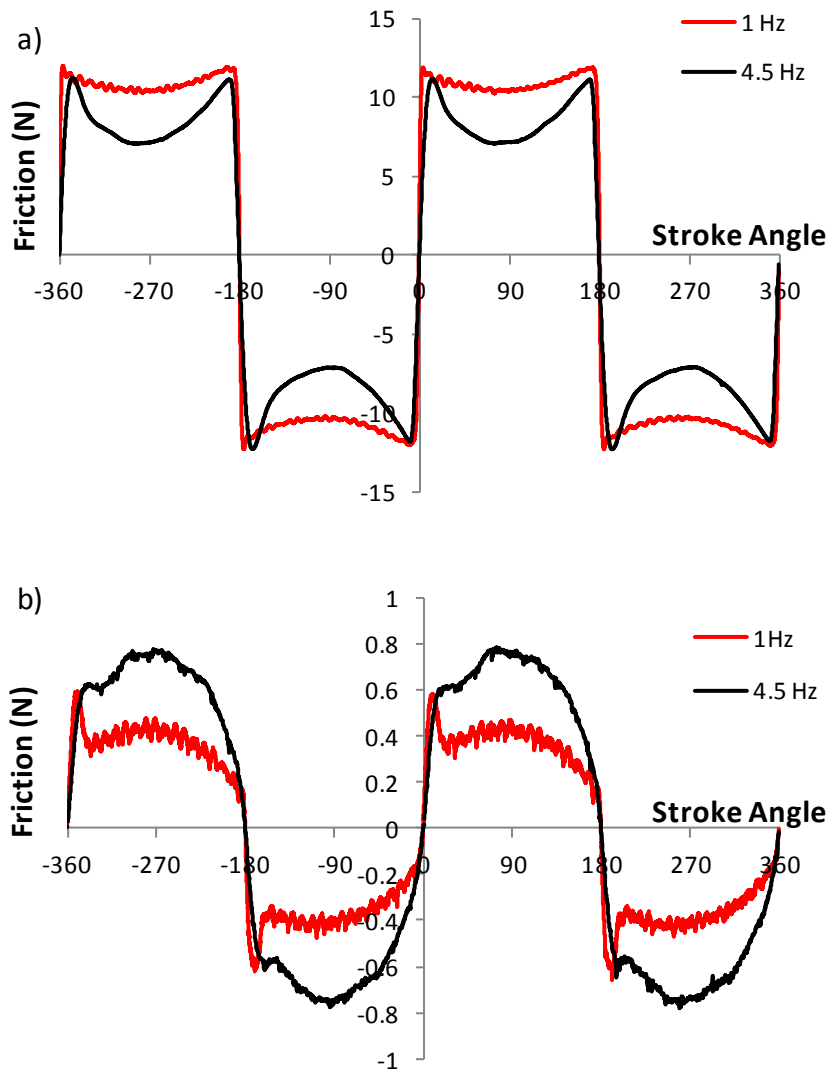 a)
15
10
5
0
-5
-10
-15
Friction (N)
1 Hz
4.5 Hz
Stroke Angle
-360 -270 -180 -90 0 90 180 270 360
b)
1
0.8
0.6
0.4
0.2
0
-0.2
-0.4
-0.6
-0.8
-1
Friction (N)
1Hz
4.5 Hz
Stroke Angle
-360 -270 -180 -90 0 90 180 270 360